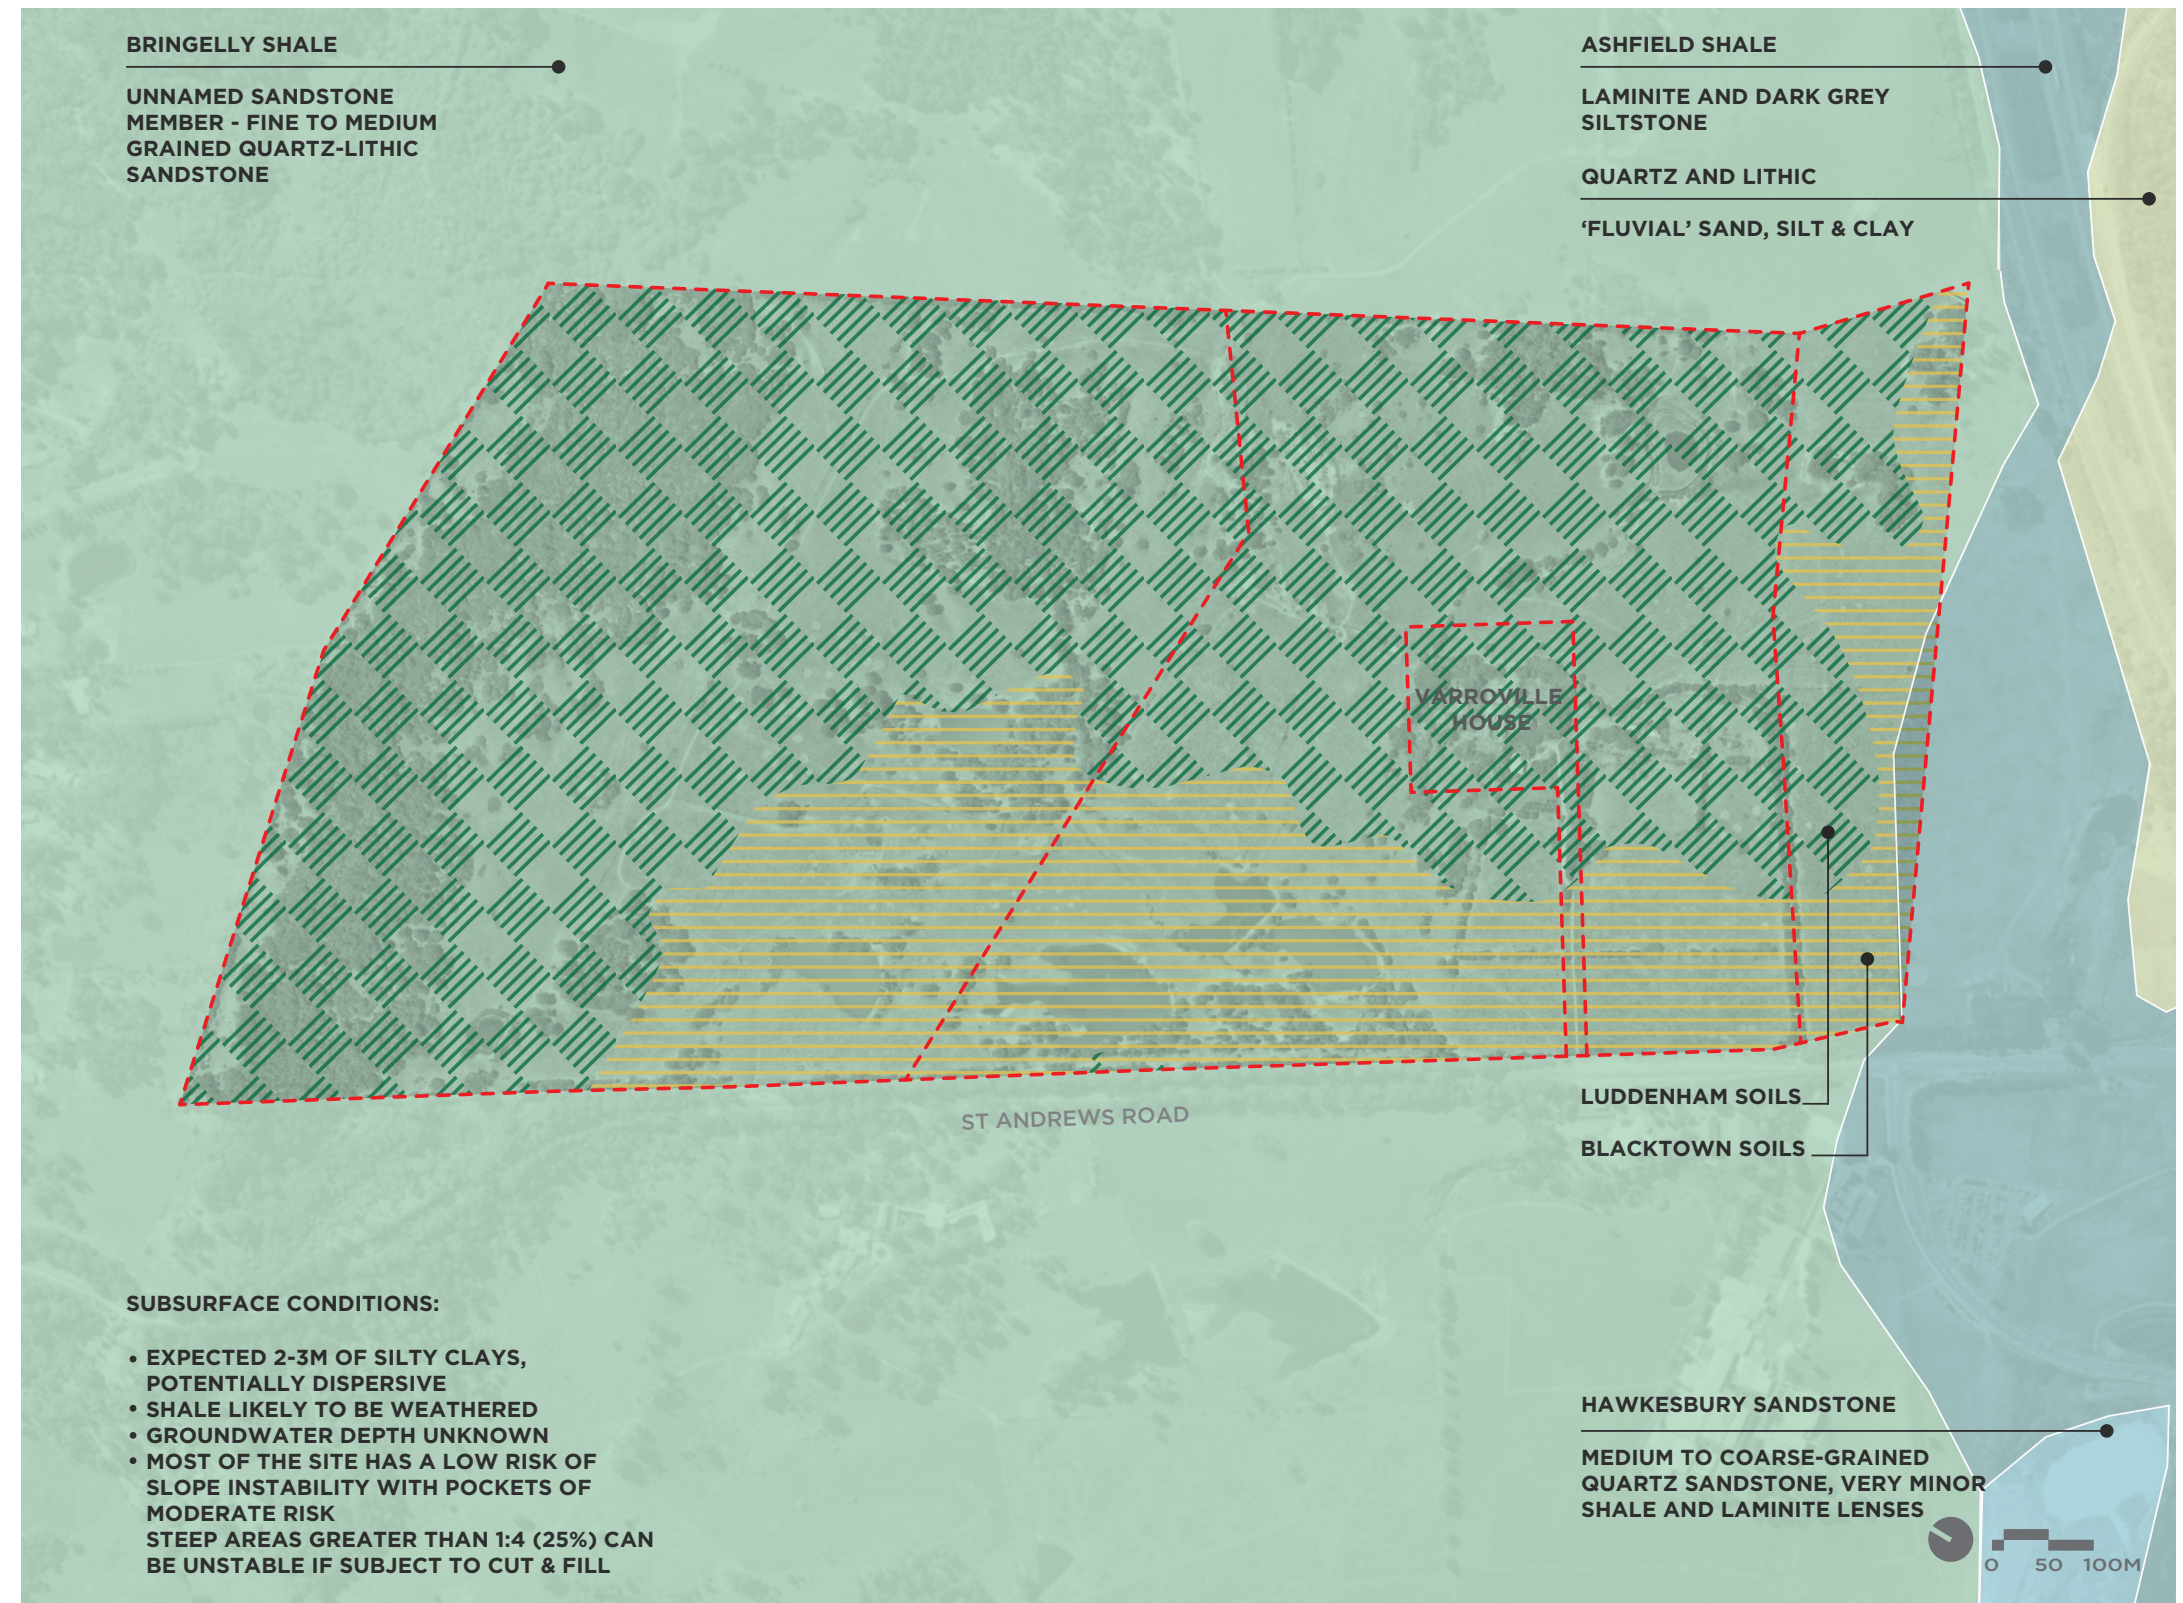 BRINGELLY SHALE
UNNAMED SANDSTONE
MEMBER - FINE TO MEDIUM
GRAINED QUARTZ-LITHIC
SANDSTONE
ASHFIELD SHALE
LAMINITE AND DARK GREY
SILTSTONE
QUARTZ AND LITHIC
‘FLUVIAL’ SAND, SILT & CLAY
VARROVILLE
HOUSE
LUDDENHAM SOILS
BLACKTOWN SOILS
ST ANDREWS ROAD
SUBSURFACE CONDITIONS:
• EXPECTED 2-3M OF SILTY CLAYS,
POTENTIALLY DISPERSIVE
• SHALE LIKELY TO BE WEATHERED
• GROUNDWATER DEPTH UNKNOWN
• MOST OF THE SITE HAS A LOW RISK OF
SLOPE INSTABILITY WITH POCKETS OF
MODERATE RISK
STEEP AREAS GREATER THAN 1:4 (25%) CAN
BE UNSTABLE IF SUBJECT TO CUT & FILL
HAWKESBURY SANDSTONE
MEDIUM TO COARSE-GRAINED
QUARTZ SANDSTONE, VERY MINOR
SHALE AND LAMINITE LENSES
0 50 100M